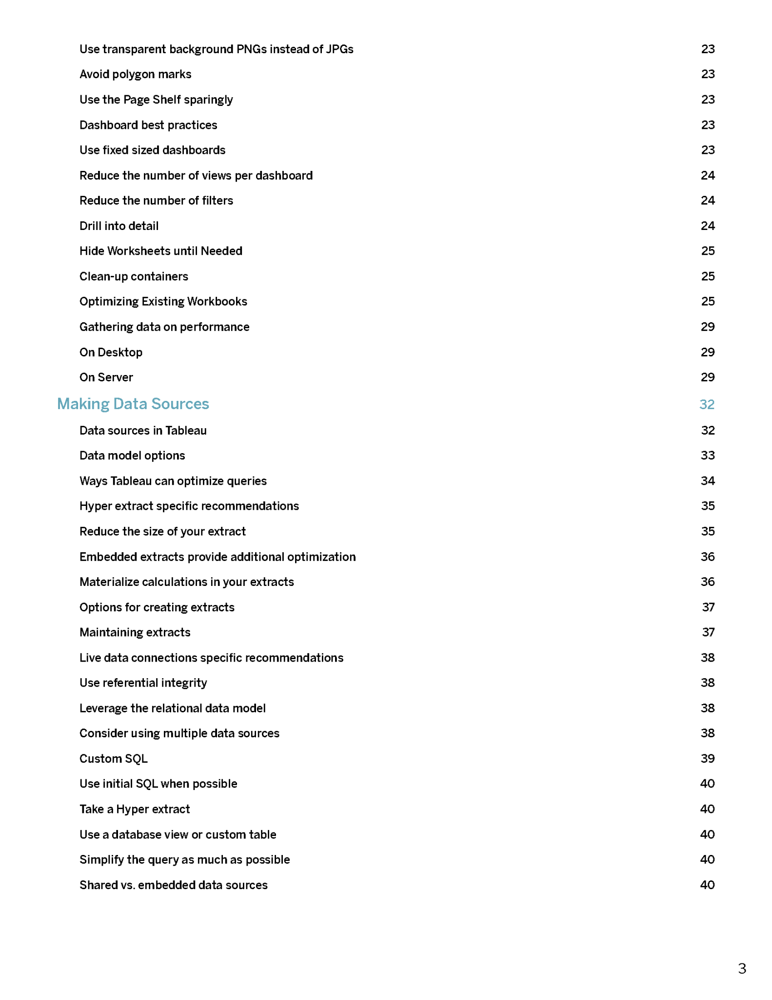 Use transparent background PNGs instead of JPGs 23
Avoid polygon marks 23
Use the Page Shelf sparingly 23
Dashboard best practices 23
Use fixed sized dashboards 23
Reduce the number of views per dashboard 24
Reduce the number of filters 24
Drill into detail 24
Hide Worksheets until Needed 25
Clean-up containers 25
Optimizing Existing Workbooks 25
Gathering data on performance 29
On Desktop 29
On Server 29
Making Data Sources 32
Data sources in Tableau 32
Data model options 33
Ways Tableau can optimize queries 34
Hyper extract specific recommendations 35
Reduce the size of your extract 35
Embedded extracts provide additional optimization 36
Materialize calculations in your extracts 36
Options for creating extracts 37
Maintaining extracts 37
Live data connections specific recommendations 38
Use referential integrity 38
Leverage the relational data model 38
Consider using multiple data sources 38
Custom SQL 39
Use initial SQL when possible 40
Take a Hyper extract 40
Use a database view or custom table 40
Simplify the query as much as possible 40
Shared vs. embedded data sources 40
3